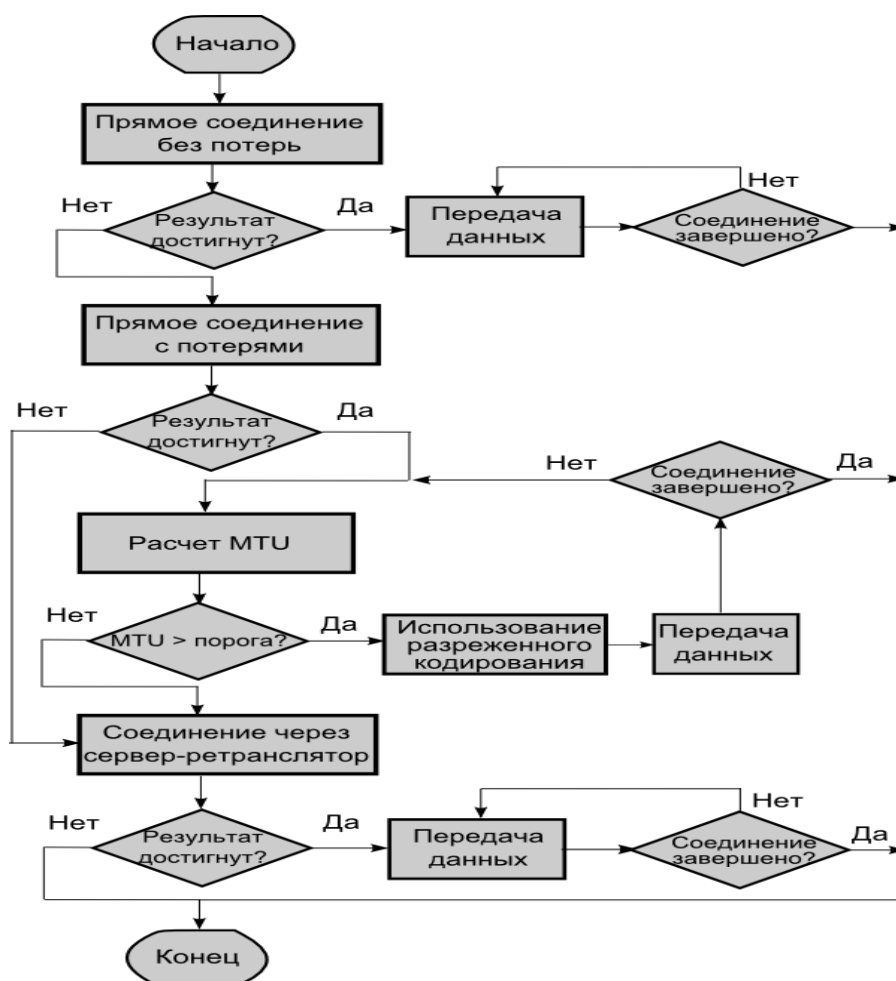 Начало
Прямое соединение
без потерь
Нет
Результат
достигнут?
Да
Передача
данных
Нет
Соединение
завершено?
Прямое соединение
с потерями
Нет
Результат
достигнут?
Да
Нет
Соединение
завершено?
Да
Расчет MTU
Нет
MTU > порога?
Да
Использование
разреженного
кодирования
Передача
данных
Соединение через
сервер-ретранслятор
Нет
Результат
достигнут?
Да
Передача
данных
Нет
Соединение
завершено?
Да
Конец